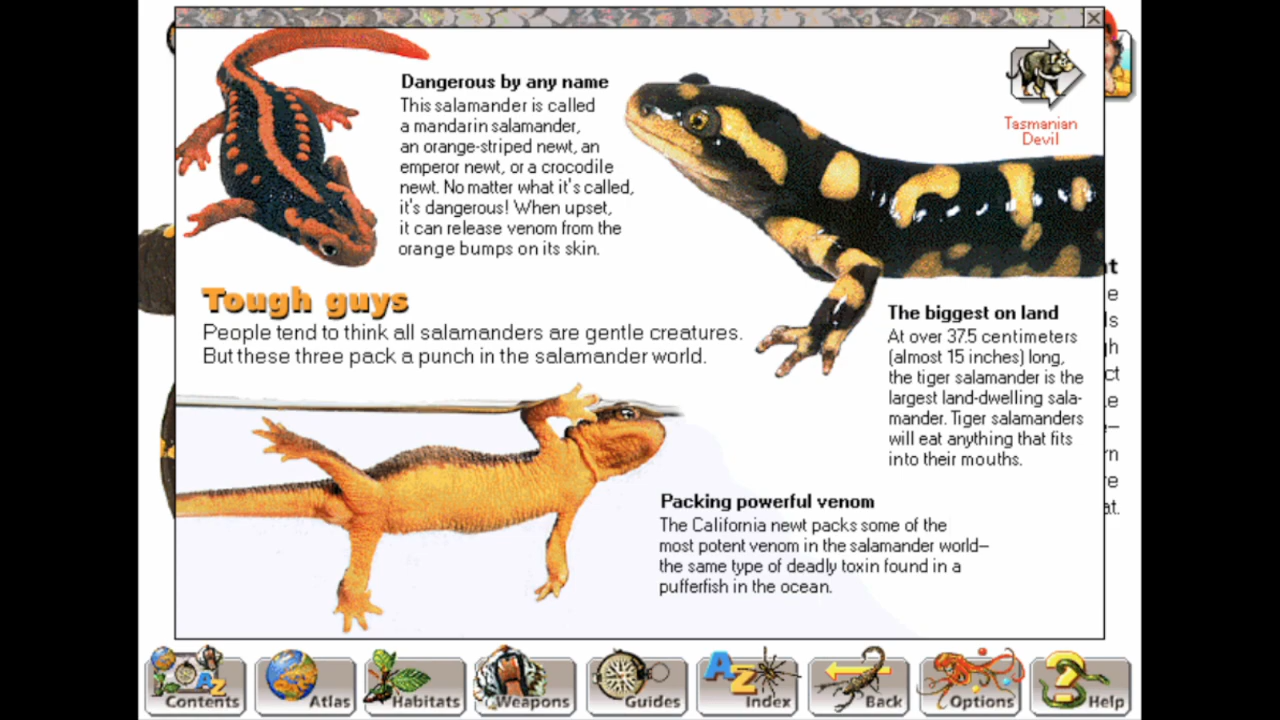 Dangerous by any name
This salamander is called
a mandarin salamander,
an orange-striped newt, an
emperor newt, or a crocodile
newt. No matter what it's called,
it's dangerous! When upset,
it can release venom from the
orange bumps on its skin.
Tasmanian
Devil
Tough guys
People tend to think all salamanders are gentle creatures.
But these three pack a punch in the salamander world.
The biggest on land
At over 37.5 centimeters
(almost 15 inches) long,
the tiger salamander is the
largest land-dwelling sala-
mander. Tiger salamanders
will eat anything that fits
into their mouths.
Packing powerful venom
The California newt packs some of the
most potent venom in the salamander world—
the same type of deadly toxin found in a
pufferfish in the ocean.
Contents
Atlas
Habitats
Weapons
Guides
AZ
Index
Back
Options
Help